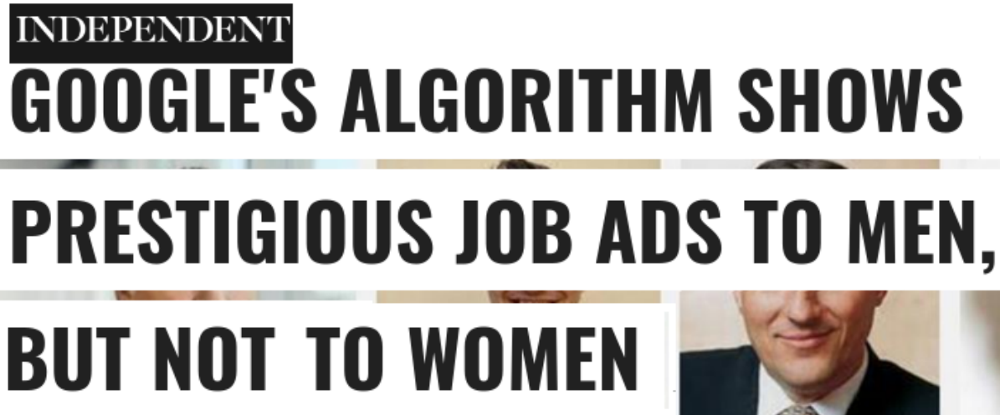 INDEPENDENT
GOOGLE'S ALGORITHM SHOWS
PRESTIGIOUS JOB ADS TO MEN,
BUT NOT TO WOMEN